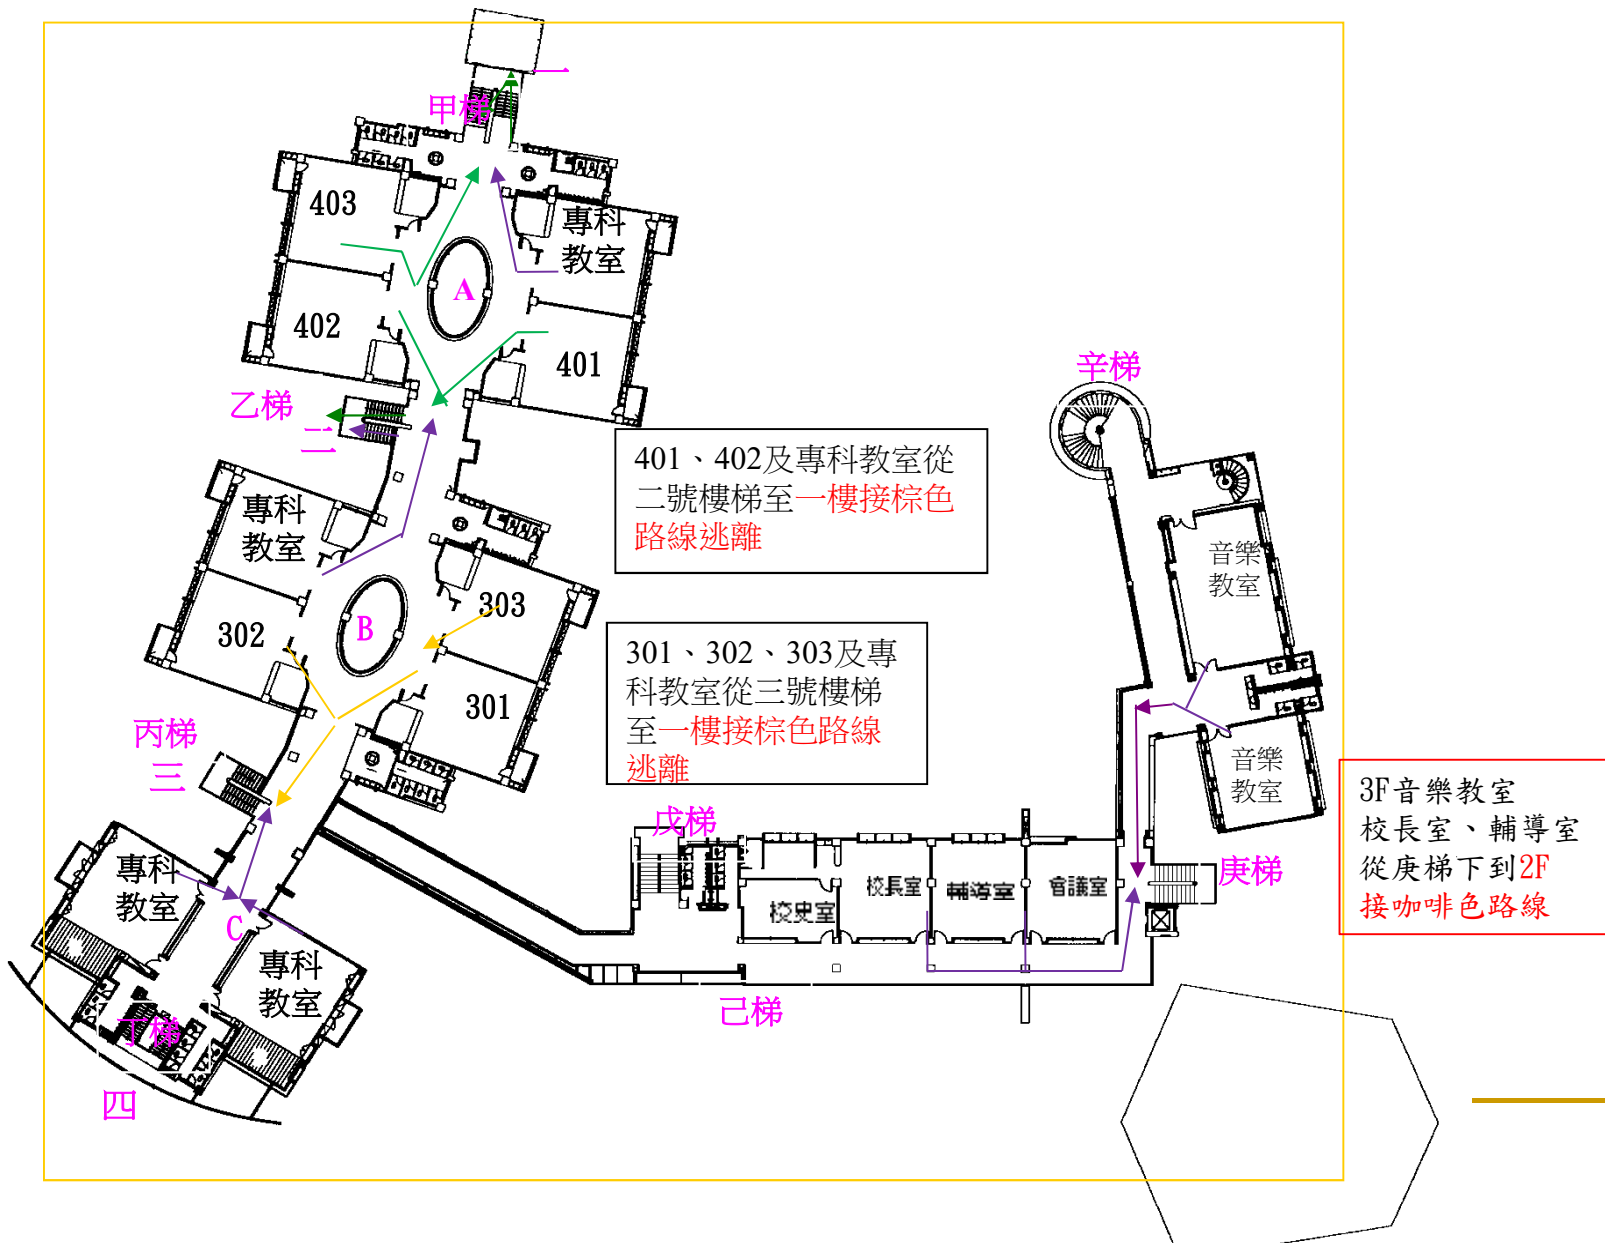 一
甲梯
403
專科
教室
A
402
401
乙梯
二
辛梯
401、402及專科教室從
二號樓梯至一樓接棕色
路線逃離
專科
教室
音樂
教室
303
B
302
301、302、303及專
科教室從三號樓梯
至一樓接棕色路線
逃離
301
丙梯
三
音樂
教室
3F音樂教室
校長室、輔導室
從庚梯下到2F
接咖啡色路線
戊梯
庚梯
專科
教室
校長室
輔導室
會議室
校史室
C
專科
教室
己梯
丁梯
四